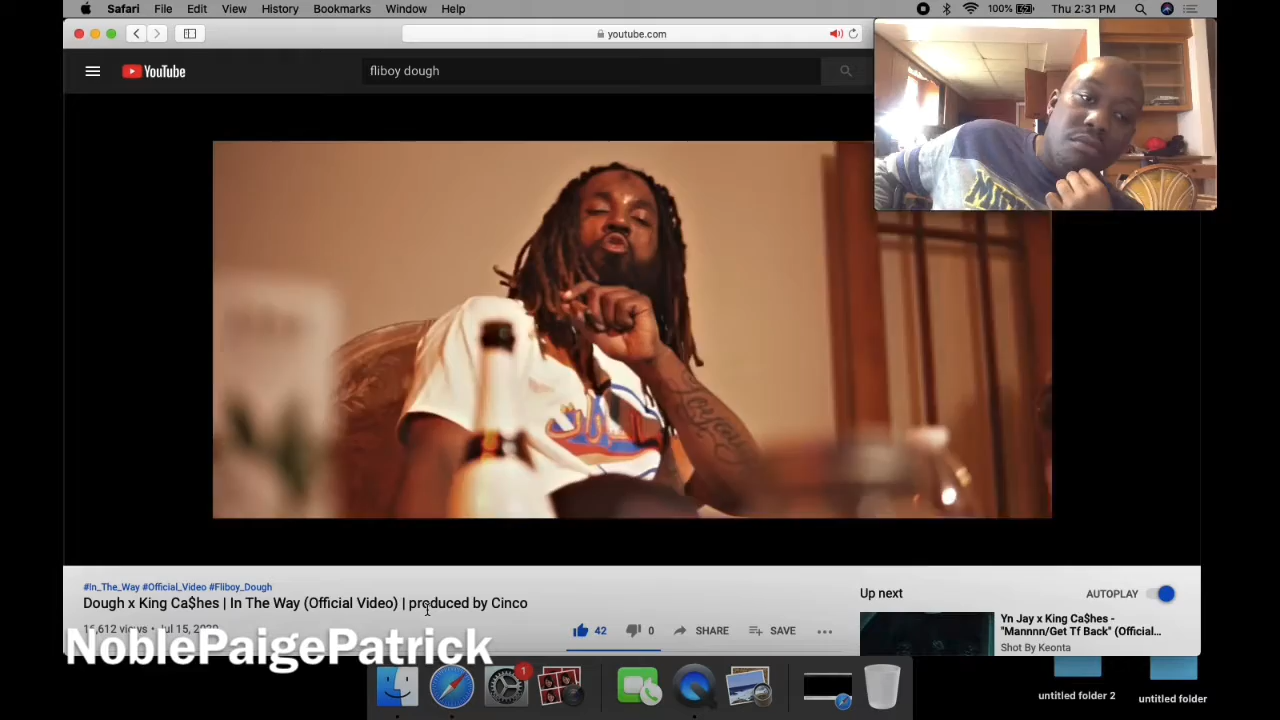 Safari File Edit View History Bookmarks Window Help 100% Thu 2:31 PM
youtube.com
YouTube
fliboy dough
#In_The_Way #Official_Video #Fliboy_Dough
Dough x King Ca$hes | In The Way (Official Video) | produced by Cinco
42 0 SHARE SAVE
NoblePaigePatrick
Up next AUTOPLAY
Yn Jay x King Ca$hes -
"Mannnn/Get Tf Back" (Official...
Shot By Keonta
1
untitled folder 2
untitled folder